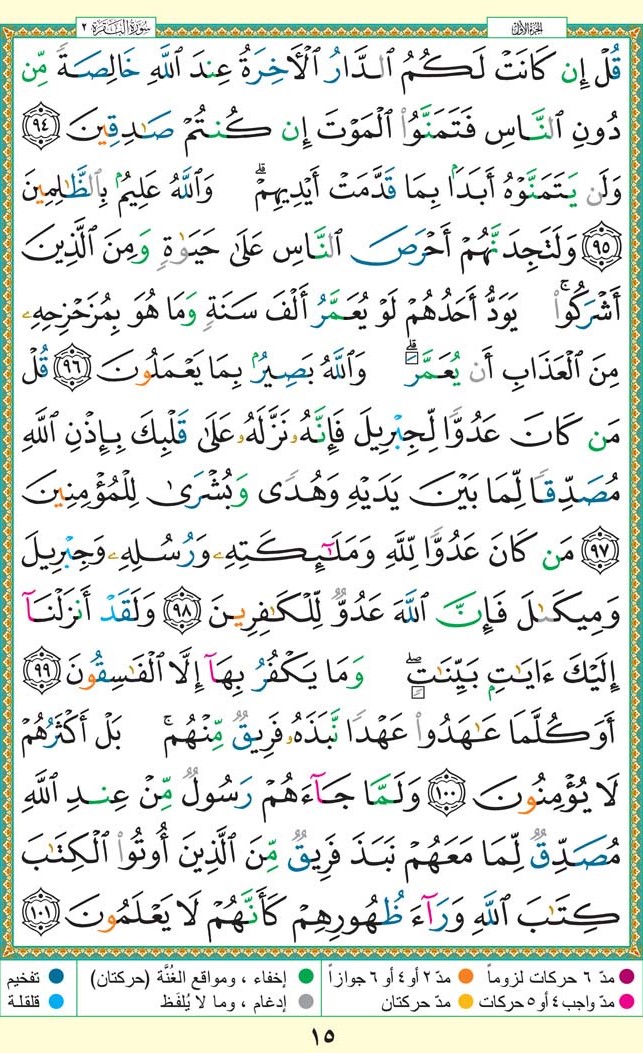 الجزء الأول
سورة البقرة ٢
قُلۡ إِن كَانَتۡ لَكُمُ ٱلدَّارُ ٱلۡأٓخِرَةُ عِندَ ٱللَّهِ خَالِصَةٗ مِّن
دُونِ ٱلنَّاسِ فَتَمَنَّوُاْ ٱلۡمَوۡتَ إِن كُنتُمۡ صَٰدِقِينَ ٩٤
وَلَن يَتَمَنَّوۡهُ أَبَدَۢا بِمَا قَدَّمَتۡ أَيۡدِيهِمۡۚ وَٱللَّهُ عَلِيمُۢ بِٱلظَّٰلِمِينَ
٩٥ وَلَتَجِدَنَّهُمۡ أَحۡرَصَ ٱلنَّاسِ عَلَىٰ حَيَوٰةٖ وَمِنَ ٱلَّذِينَ
أَشۡرَكُواْۚ يَوَدُّ أَحَدُهُمۡ لَوۡ يُعَمَّرُ أَلۡفَ سَنَةٖ وَمَا هُوَ بِمُزَحۡزِحِهِۦ
مِنَ ٱلۡعَذَابِ أَن يُعَمَّرَۗ وَٱللَّهُ بَصِيرُۢ بِمَا يَعۡمَلُونَ ٩٦ قُلۡ
مَن كَانَ عَدُوّٗا لِّجِبۡرِيلَ فَإِنَّهُۥ نَزَّلَهُۥ عَلَىٰ قَلۡبِكَ بِإِذۡنِ ٱللَّهِ
مُصَدِّقٗا لِّمَا بَيۡنَ يَدَيۡهِ وَهُدٗى وَبُشۡرَىٰ لِلۡمُؤۡمِنِينَ
٩٧ مَن كَانَ عَدُوّٗا لِّلَّهِ وَمَلَٰٓئِكَتِهِۦ وَرُسُلِهِۦ وَجِبۡرِيلَ
وَمِيكَىٰلَ فَإِنَّ ٱللَّهَ عَدُوّٞ لِّلۡكَٰفِرِينَ ٩٨ وَلَقَدۡ أَنزَلۡنَآ
إِلَيۡكَ ءَايَٰتِۭ بَيِّنَٰتٖۖ وَمَا يَكۡفُرُ بِهَآ إِلَّا ٱلۡفَٰسِقُونَ ٩٩
أَوَكُلَّمَا عَٰهَدُواْ عَهۡدٗا نَّبَذَهُۥ فَرِيقٞ مِّنۡهُمۚ بَلۡ أَكۡثَرُهُمۡ
لَا يُؤۡمِنُونَ ١٠٠ وَلَمَّا جَآءَهُمۡ رَسُولٞ مِّنۡ عِندِ ٱللَّهِ
مُصَدِّقٞ لِّمَا مَعَهُمۡ نَبَذَ فَرِيقٞ مِّنَ ٱلَّذِينَ أُوتُواْ ٱلۡكِتَٰبَ
كِتَٰبَ ٱللَّهِ وَرَآءَ ظُهُورِهِمۡ كَأَنَّهُمۡ لَا يَعۡلَمُونَ ١٠١
مدّ ٦ حركات لزوماً مدّ ٢ أو ٤ أو ٦ جوازاً إخفاء ، ومواقع الغُنَّة (حركتان) تفخيم
مدّ واجب ٤ أو ٥ حركات مدّ حركتان إدغام ، وما لا يُلفَظ قلقلة
١٥